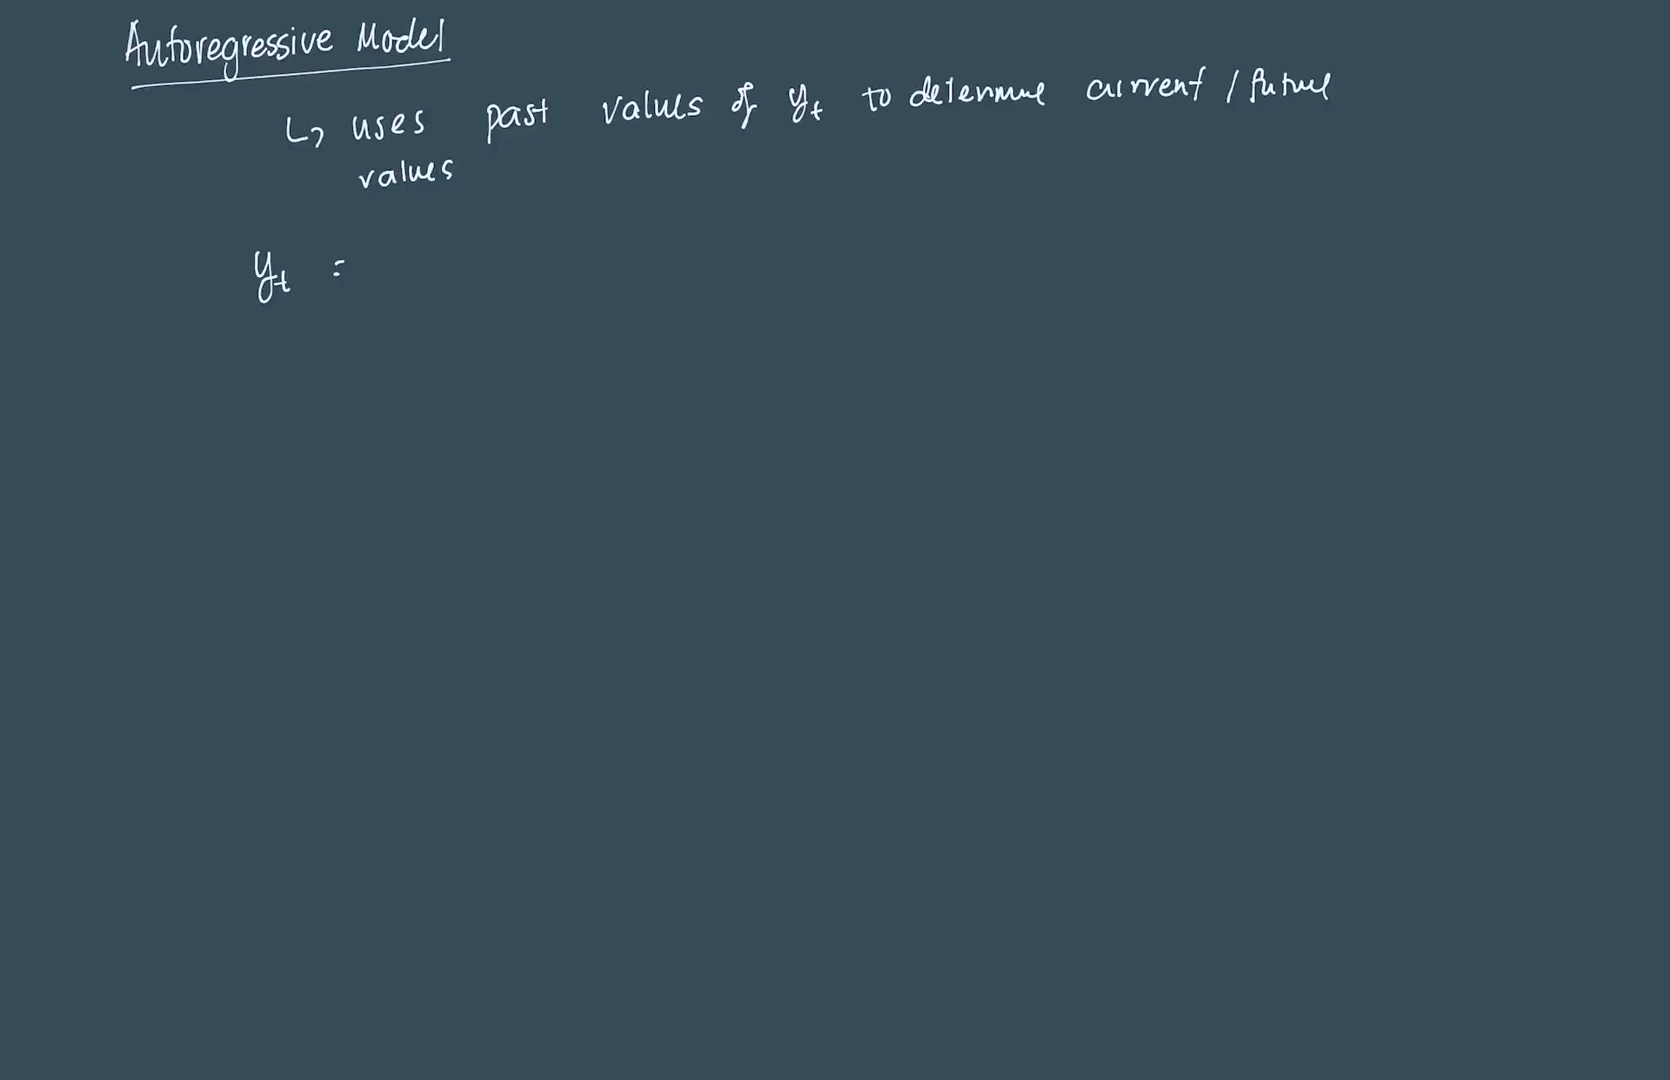 Autoregressive Model
↳ uses past values of yₜ to determine current / future
values
yₜ =